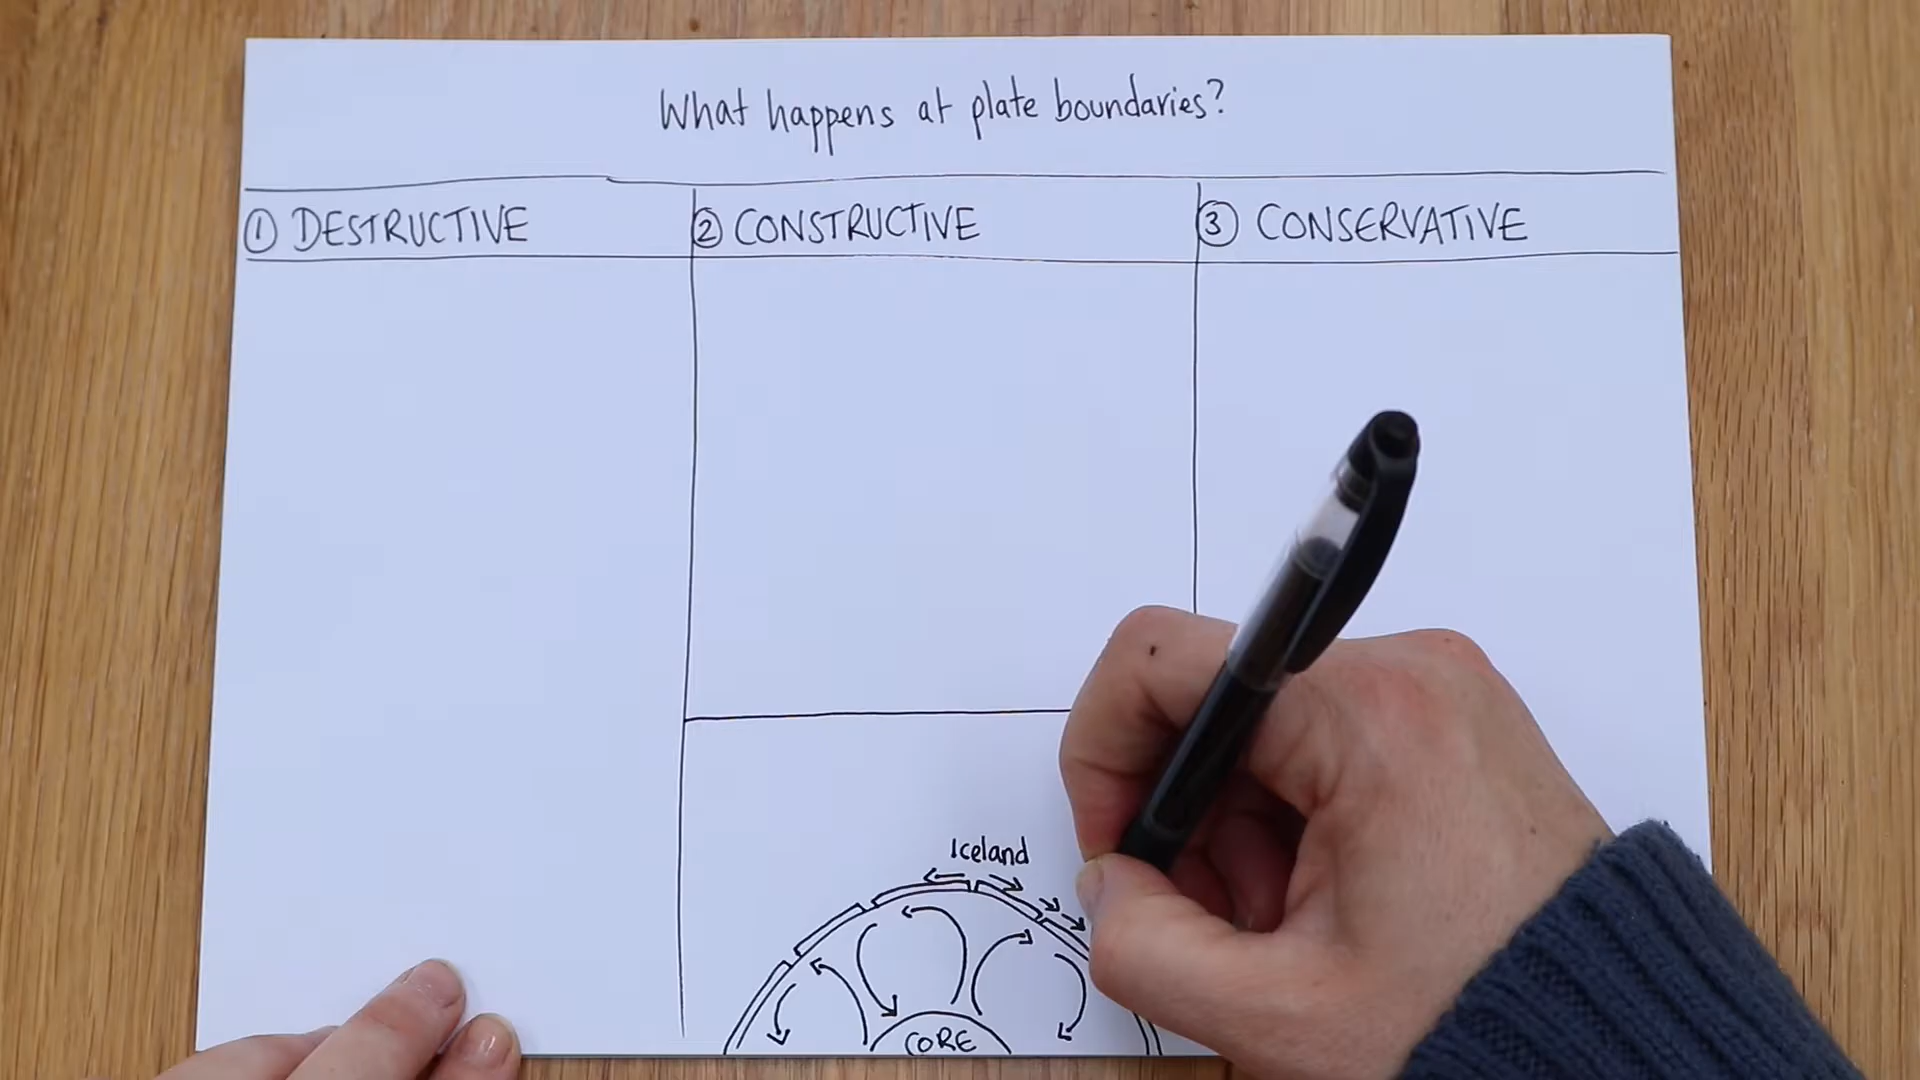 What happens at plate boundaries?
① DESTRUCTIVE
② CONSTRUCTIVE
③ CONSERVATIVE
Iceland
CORE